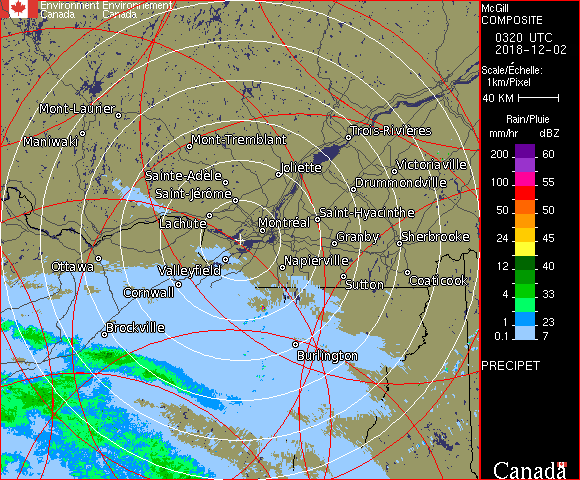 Environment Environnement
Canada Canada
McGill
COMPOSITE
0320 UTC
2018-12-02
Scale/Échelle:
1km/Pixel
40 KM
Rain/Pluie
mm/hr dBZ
200 60
100 55
50 50
24 45
12 40
4 33
1 23
0.1 7
PRECIPET
Canada
Mont-Laurier
Maniwaki
Mont-Tremblant
Trois-Rivières
Sainte-Adèle
Joliette
Victoriaville
Saint-Jérôme
Drummondville
Lachute
Montréal
Saint-Hyacinthe
Granby
Sherbrooke
Ottawa
Valleyfield
Napierville
Cornwall
Sutton
Coaticook
Brockville
Burlington